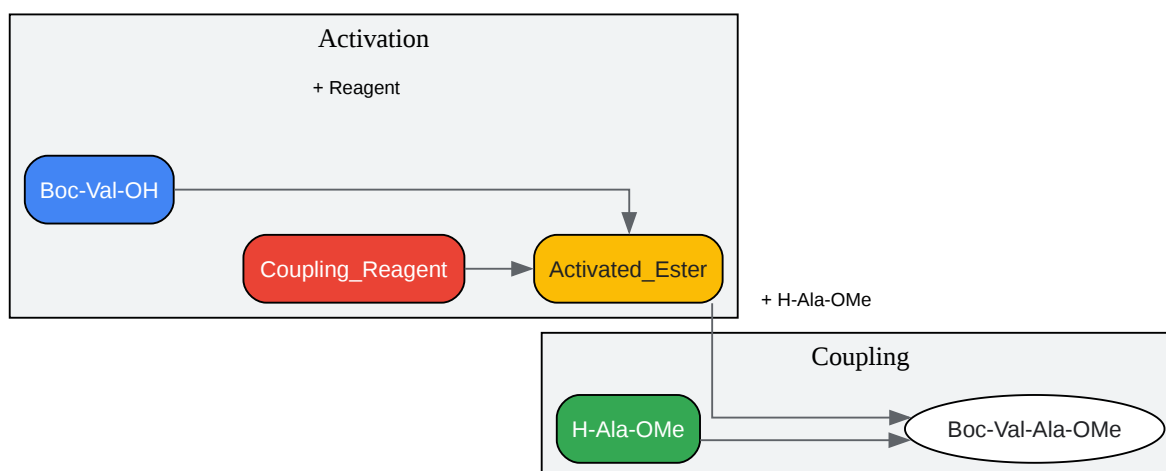 Activation
+ Reagent
Boc-Val-OH
Coupling_Reagent
Activated_Ester
+ H-Ala-OMe
Coupling
H-Ala-OMe
Boc-Val-Ala-OMe